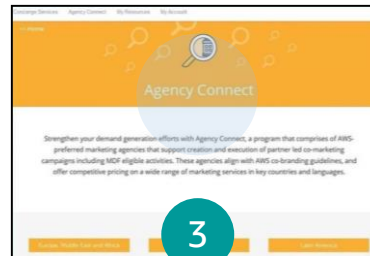 Concierge Services Agency Connect My Resources My Account
<< Home
Agency Connect
Strengthen your demand generation efforts with Agency Connect, a program that comprises of AWS-
preferred marketing agencies that support creation and execution of partner led co-marketing
campaigns including MDF eligible activities. These agencies align with AWS co-branding guidelines, and
offer competitive pricing on a wide range of marketing services in key countries and languages.
Europe, Middle East and Africa
Latin America
3